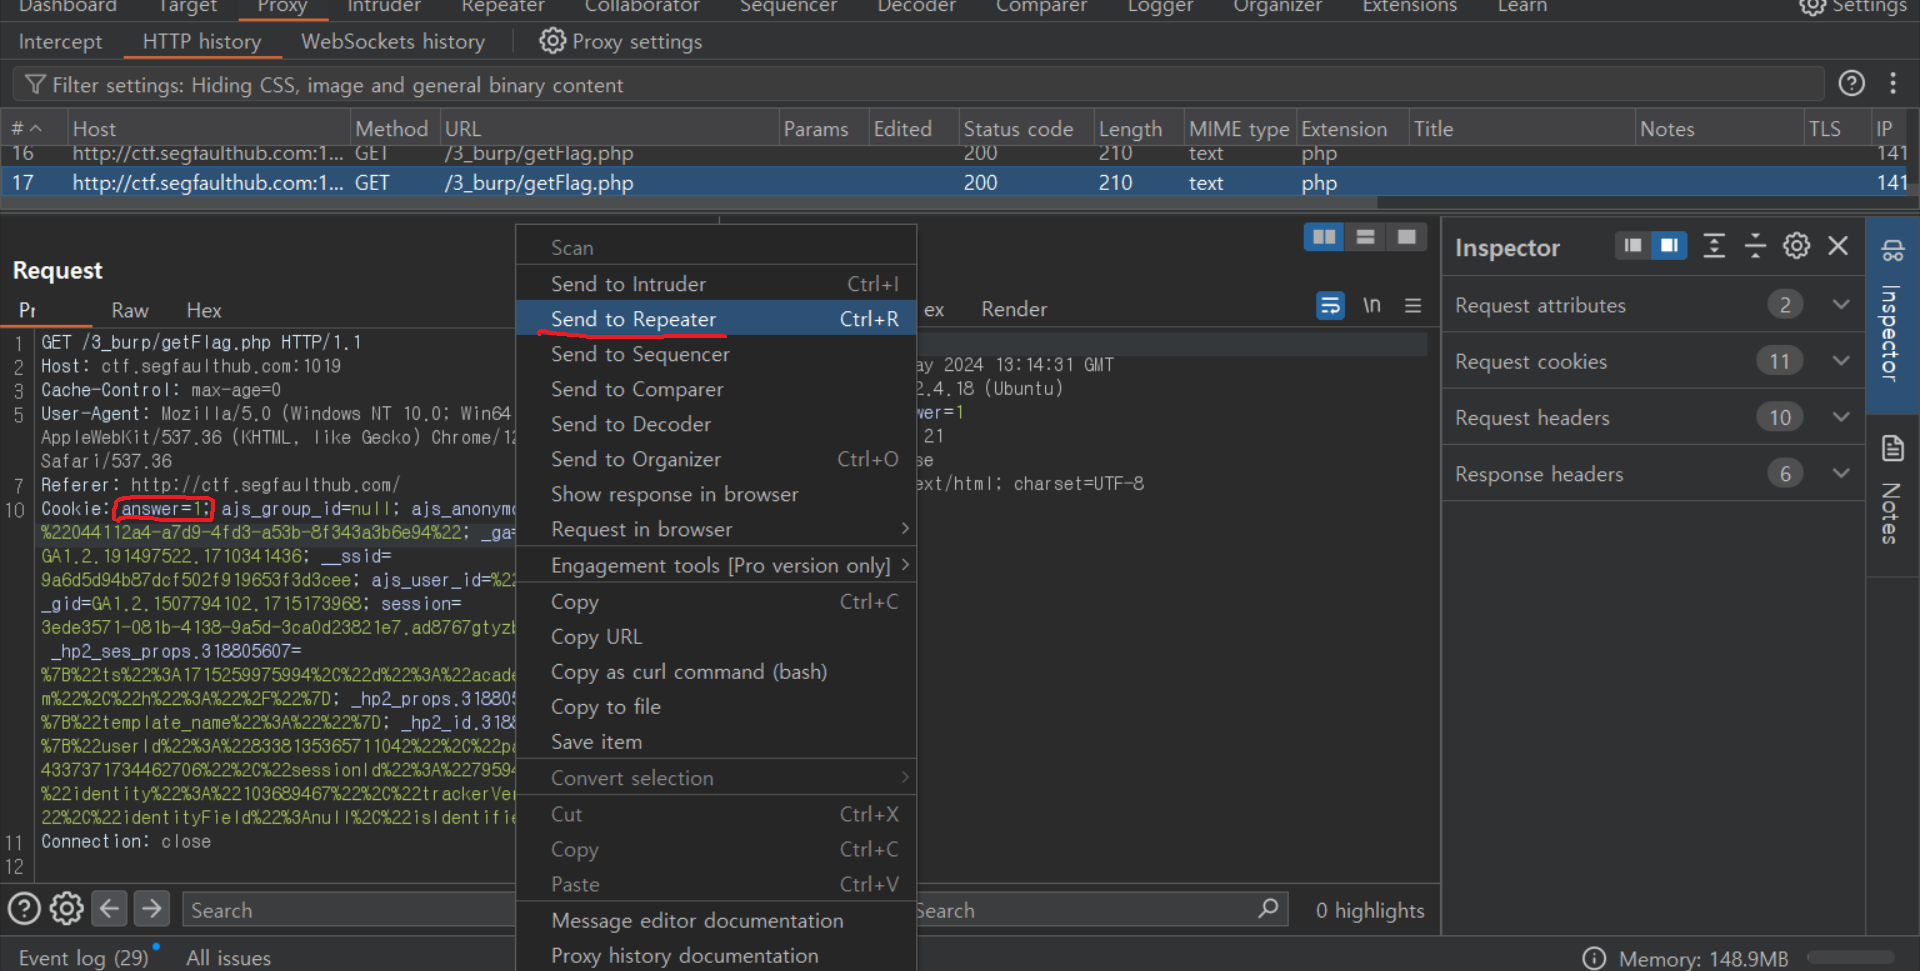 Dashboard Target Proxy Intruder Repeater Collaborator Sequencer Decoder Comparer Logger Organizer Extensions Learn Settings
Intercept HTTP history WebSockets history Proxy settings
Filter settings: Hiding CSS, image and general binary content
# Host Method URL Params Edited Status code Length MIME type Extension Title Notes TLS IP
16 http://ctf.segfaulthub.com:1... GET /3_burp/getFlag.php 200 210 text php 141
17 http://ctf.segfaulthub.com:1... GET /3_burp/getFlag.php 200 210 text php 141
Request
Pr Raw Hex
1 GET /3_burp/getFlag.php HTTP/1.1
2 Host: ctf.segfaulthub.com:1019
3 Cache-Control: max-age=0
5 User-Agent: Mozilla/5.0 (Windows NT 10.0; Win64
AppleWebKit/537.36 (KHTML, like Gecko) Chrome/12
Safari/537.36
7 Referer: http://ctf.segfaulthub.com/
10 Cookie: answer=1; ajs_group_id=null; ajs_anonymo
%22044112a4-a7d9-4fd3-a53b-8f343a3b6e94%22; _ga=
GA1.2.191497522.1710341436; __ssid=
9a6d5d94b87dcf502f919653f3d3cee; ajs_user_id=%22
_gid=GA1.2.1507794102.1715173968; session=
3ede3571-081b-4138-9a5d-3ca0d23821e7.ad8767gtyzb
_hp2_ses_props.318805607=
%7B%22ts%22%3A1715259975994%2C%22d%22%3A%22acade
m%22%2C%22h%22%3A%22%2F%22%7D; _hp2_props.318805
%7B%22template_name%22%3A%22%22%7D; _hp2_id.3188
%7B%22userId%22%3A%2283381353657110​42%22%2C%22pa
4337371734462706%22%2C%22sessionId%22%3A%227959​4
%22identity%22%3A%22103689467%22%2C%22trackerVer
22%2C%22identityField%22%3Anull%2C%22isIdentifie
11 Connection: close
12
Scan
Send to Intruder Ctrl+I
Send to Repeater Ctrl+R
Send to Sequencer
Send to Comparer
Send to Decoder
Send to Organizer Ctrl+O
Show response in browser
Request in browser
Engagement tools [Pro version only]
Copy Ctrl+C
Copy URL
Copy as curl command (bash)
Copy to file
Save item
Convert selection
Cut Ctrl+X
Copy Ctrl+C
Paste Ctrl+V
Message editor documentation
Proxy history documentation
ex Render \n
ay 2024 13:14:31 GMT
2.4.18 (Ubuntu)
wer=1
21
se
ext/html; charset=UTF-8
Inspector
Request attributes 2
Request cookies 11
Request headers 10
Response headers 6
Inspector
Notes
Search
Search 0 highlights
Event log (29) All issues Memory: 148.9MB